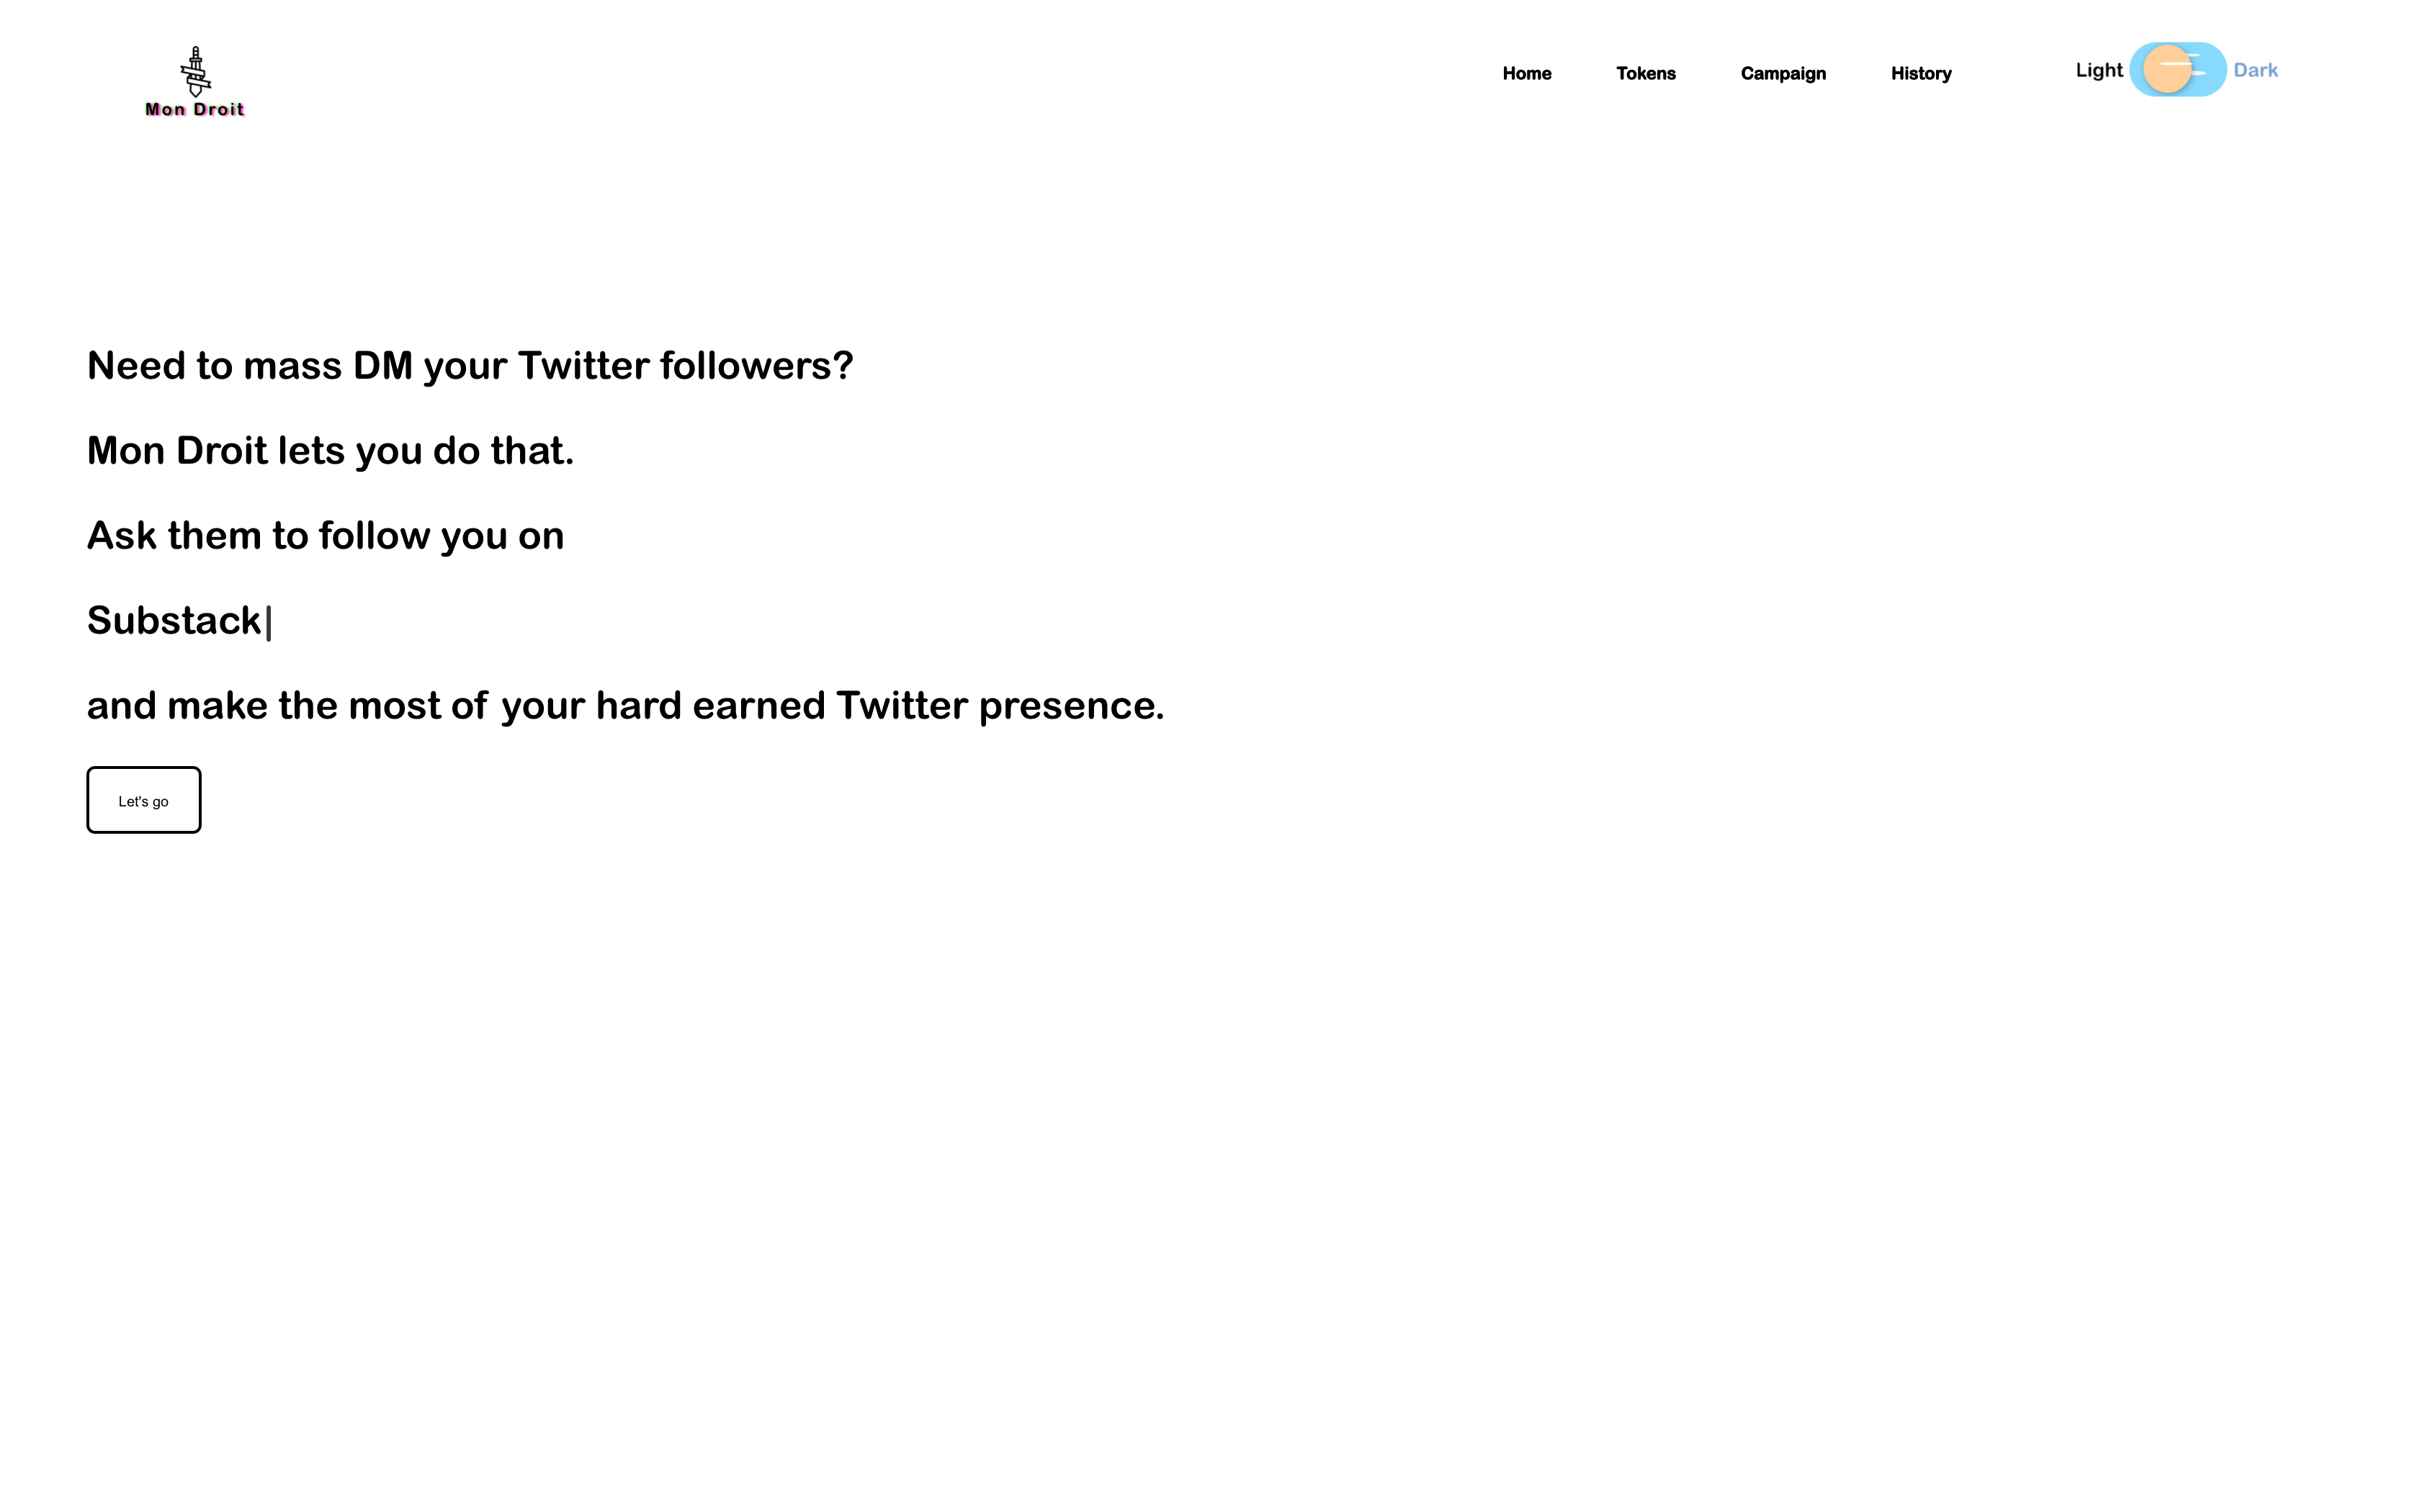 Mon Droit
Home Tokens Campaign History Light Dark
Need to mass DM your Twitter followers?
Mon Droit lets you do that.
Ask them to follow you on
Substack
and make the most of your hard earned Twitter presence.
Let's go